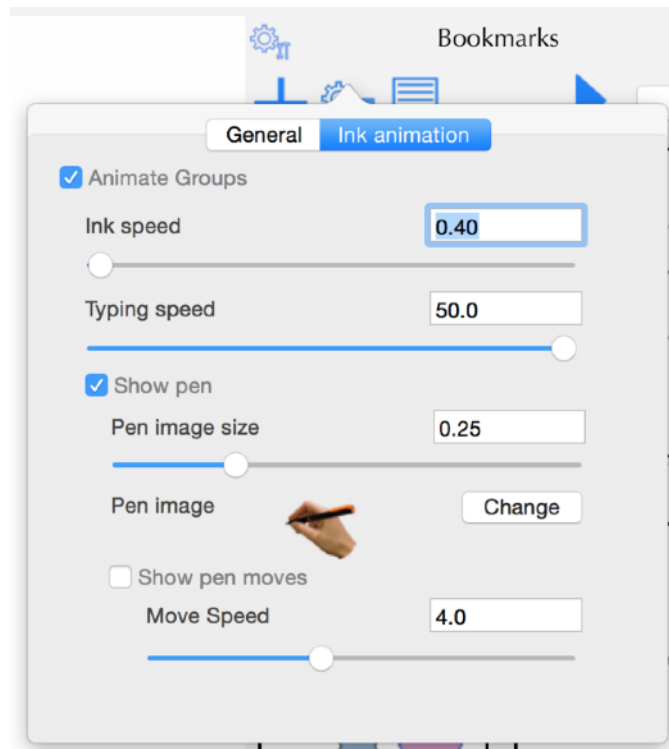 Bookmarks
General Ink animation
Animate Groups
Ink speed 0.40
Typing speed 50.0
Show pen
Pen image size 0.25
Pen image Change
Show pen moves
Move Speed 4.0